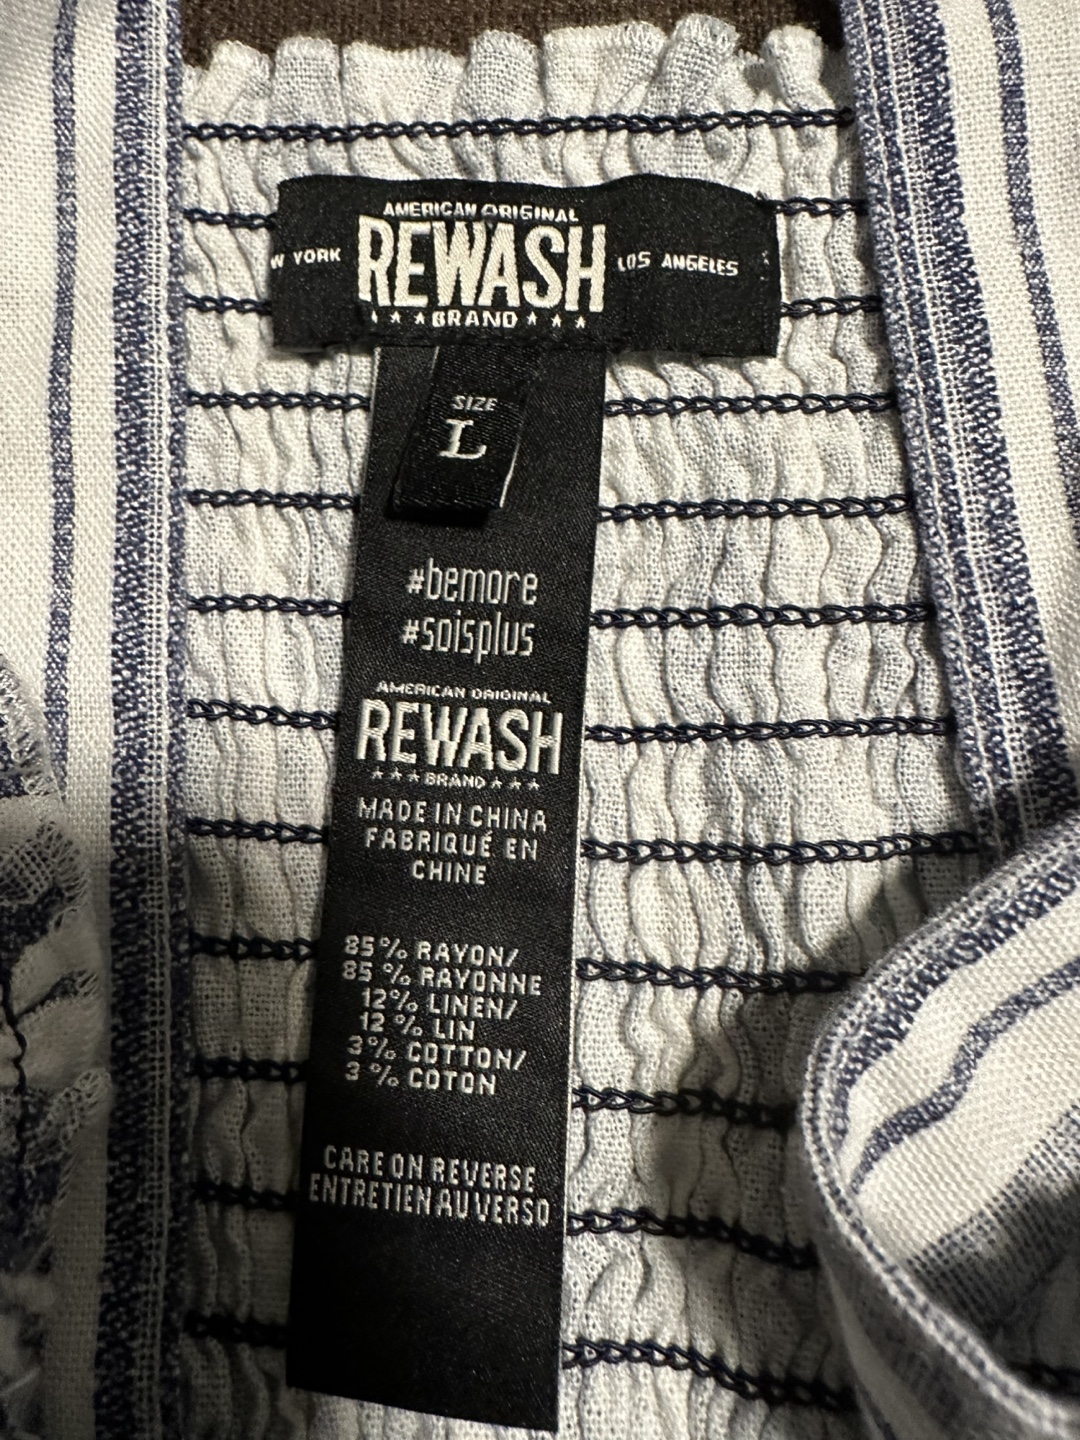 AMERICAN ORIGINAL
W YORK REWASH LOS ANGELES
BRAND
SIZE
L
#bemore
#soisplus
AMERICAN ORIGINAL
REWASH
BRAND
MADE IN CHINA
FABRIQUÉ EN
CHINE
85% RAYON/
85 % RAYONNE
12% LINEN/
12 % LIN
3% COTTON/
3 % COTON
CARE ON REVERSE
ENTRETIEN AU VERSO